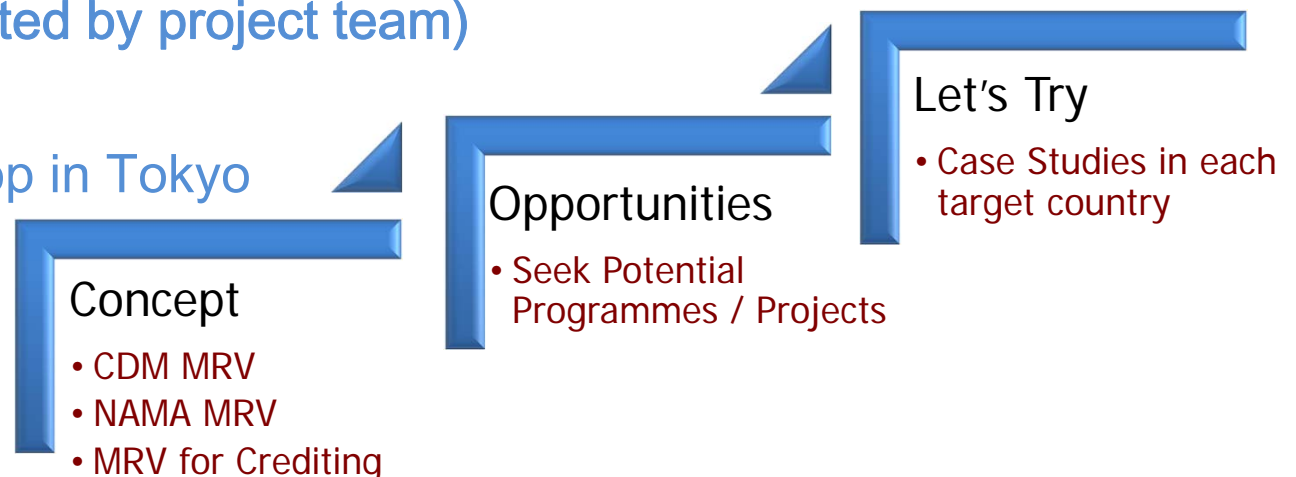 ted by project team)
op in Tokyo
Concept
• CDM MRV
• NAMA MRV
• MRV for Crediting
Opportunities
• Seek Potential
Programmes / Projects
Let's Try
• Case Studies in each
target country